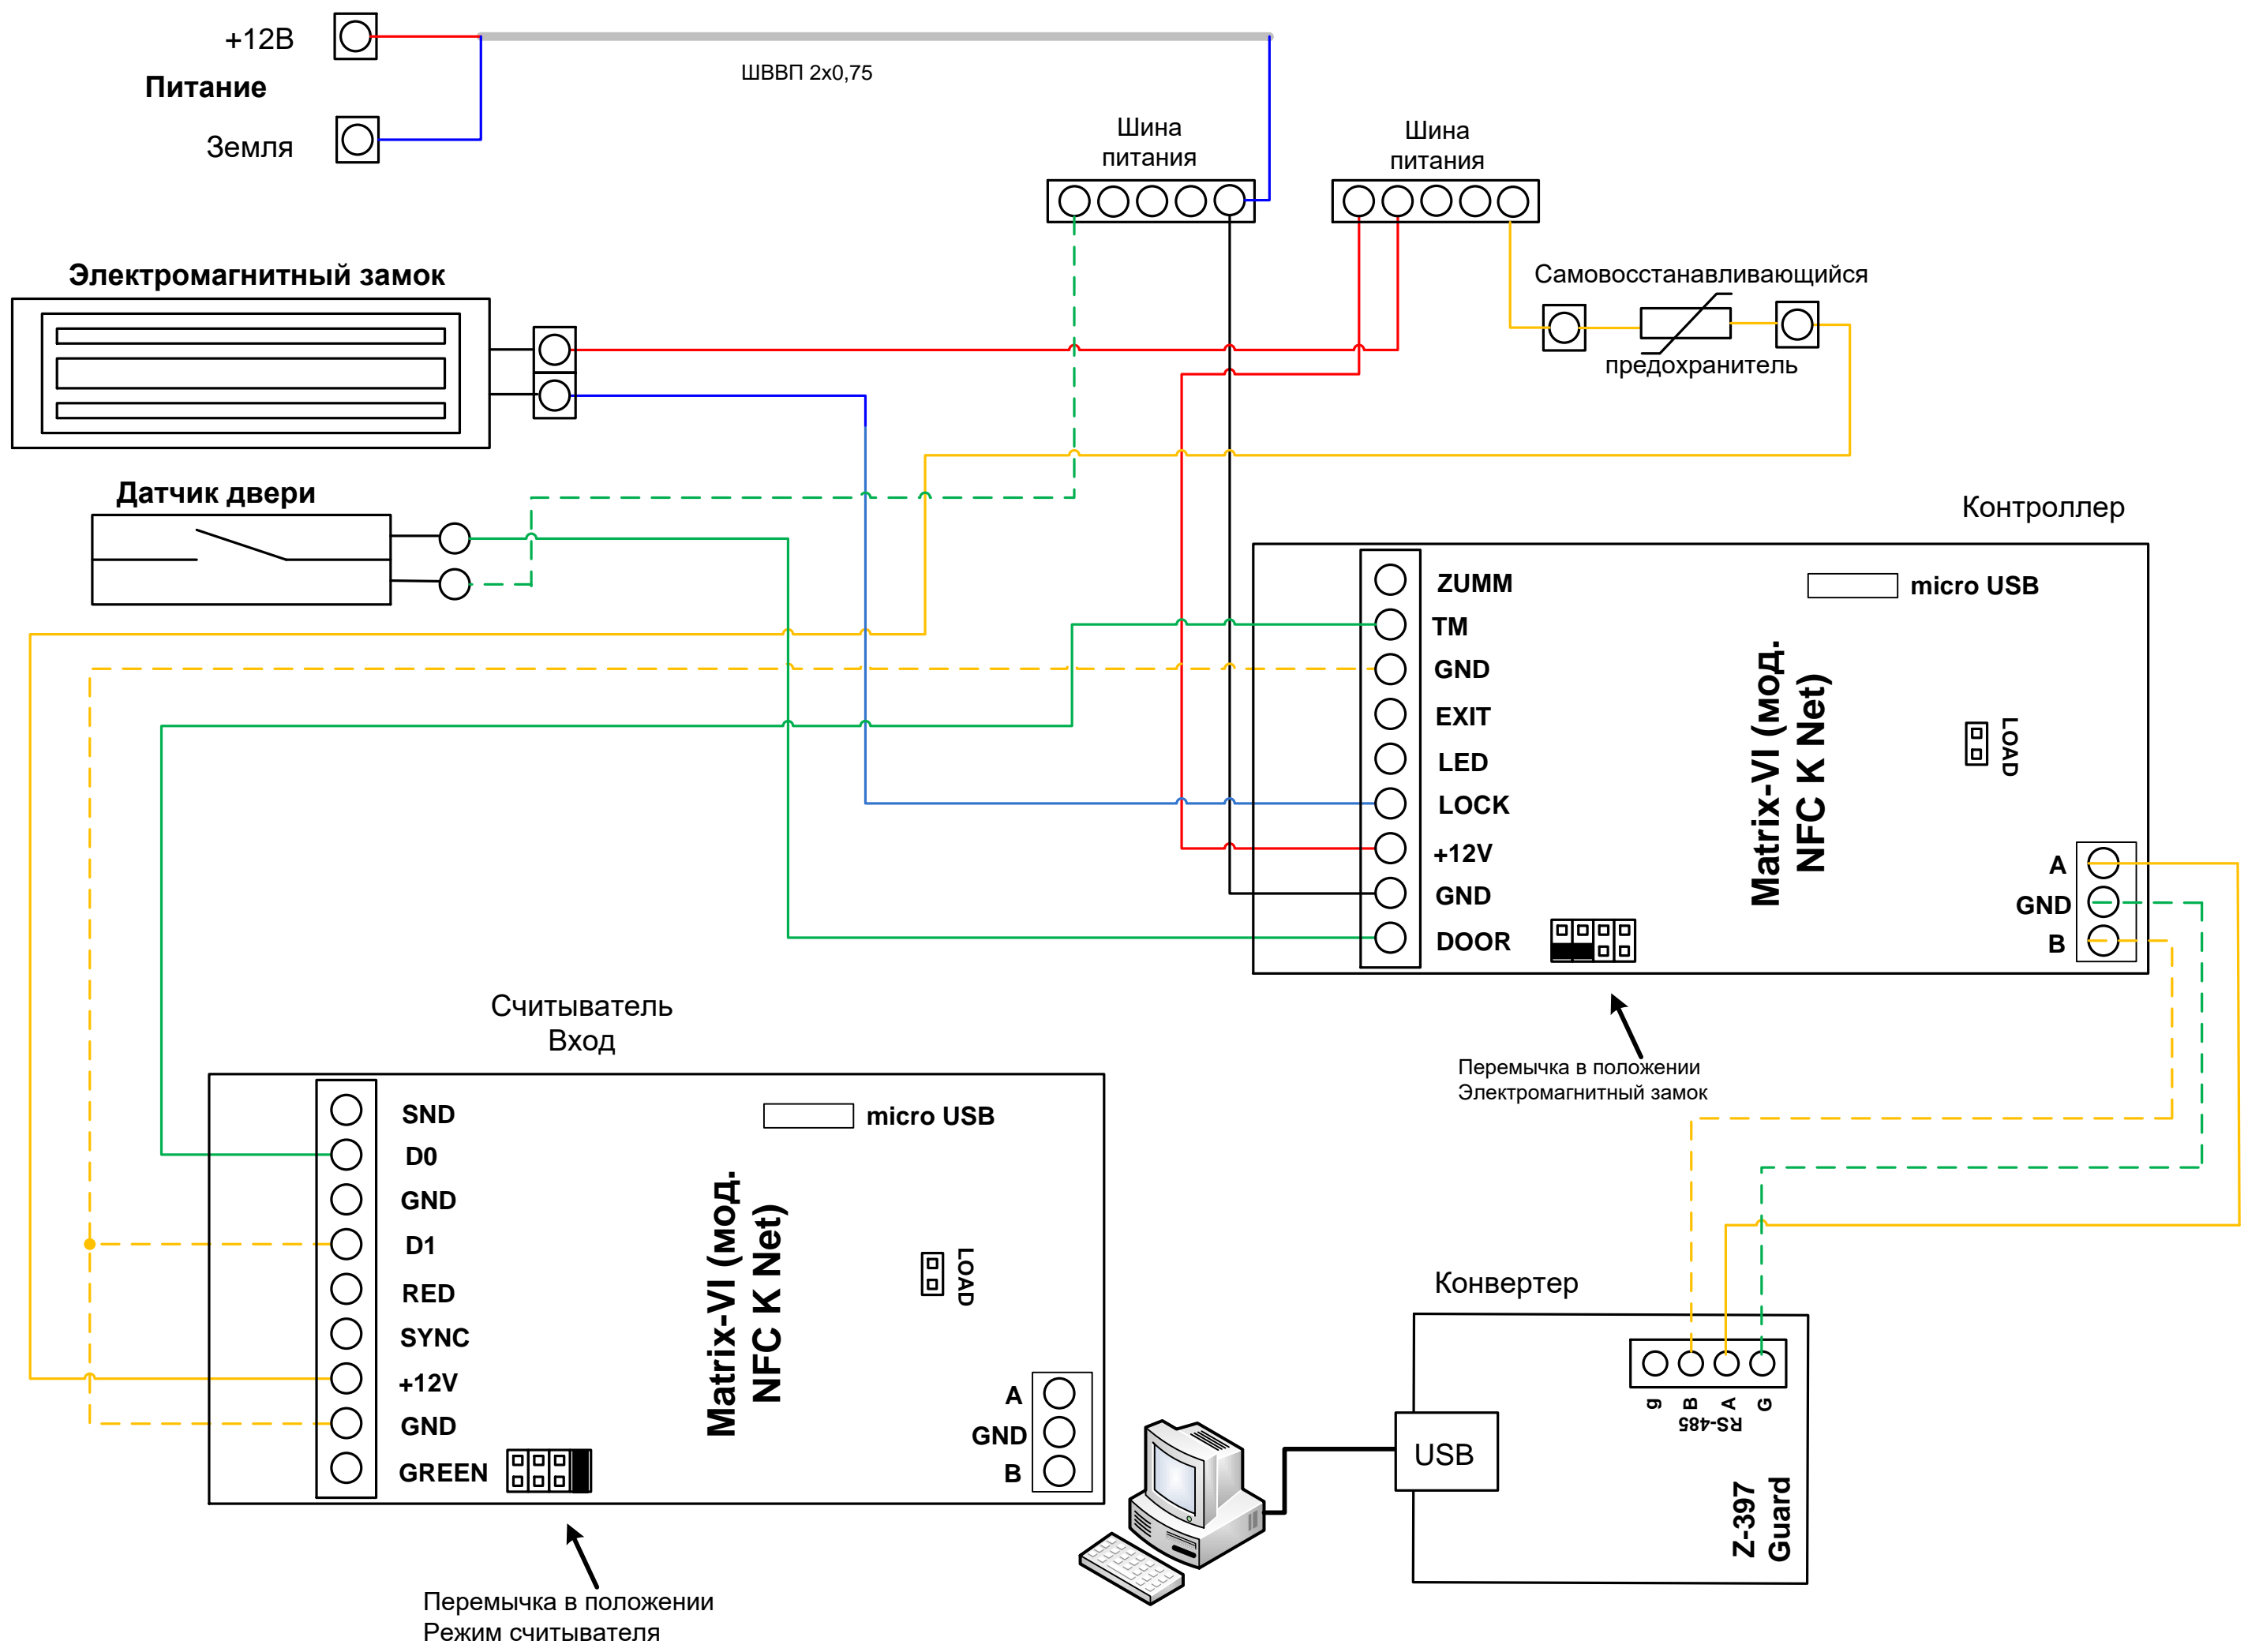 +12В
Питание
Земля
ШВВП 2х0,75
Шина
питания
Шина
питания
Электромагнитный замок
Самовосстанавливающийся
предохранитель
Датчик двери
Контроллер
ZUMM
TM
GND
EXIT
LED
LOCK
+12V
GND
DOOR
micro USB
Matrix-VI (мод.
NFC K Net)
LOAD
A
GND
B
Перемычка в положении
Электромагнитный замок
Считыватель
Вход
SND
D0
GND
D1
RED
SYNC
+12V
GND
GREEN
micro USB
Matrix-VI (мод.
NFC K Net)
LOAD
A
GND
B
Перемычка в положении
Режим считывателя
Конвертер
USB
g
B
A
G
RS-485
Z-397
Guard